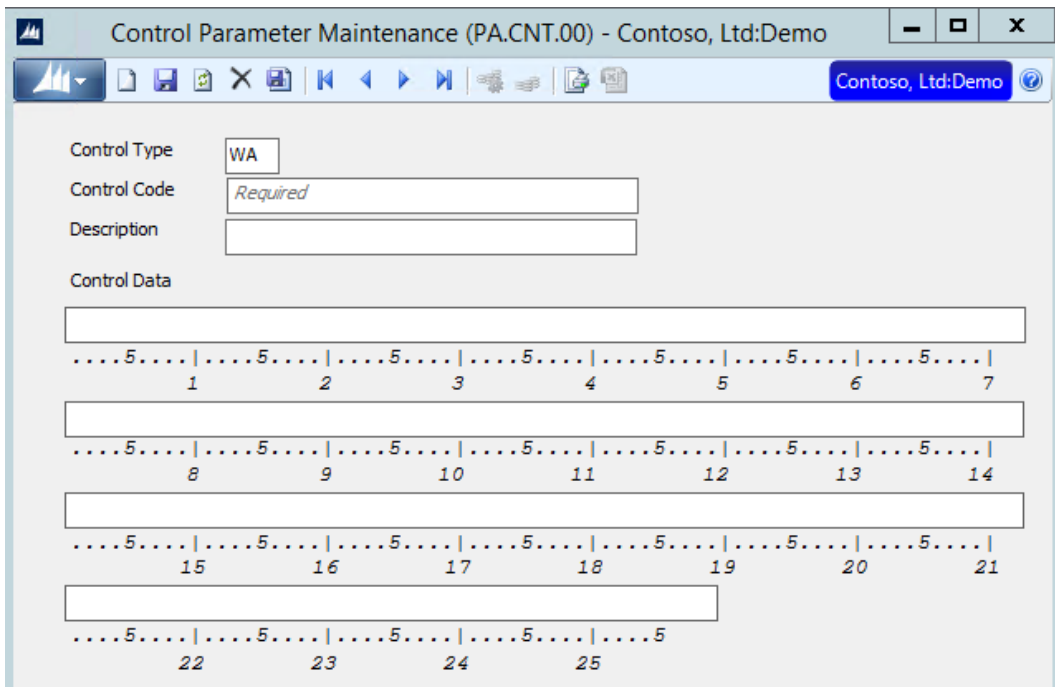 Control Parameter Maintenance (PA.CNT.00) - Contoso, Ltd:Demo
Contoso, Ltd:Demo
Control Type WA
Control Code Required
Description
Control Data
....5....|....5....|....5....|....5....|....5....|....5....|....5....|
1 2 3 4 5 6 7
....5....|....5....|....5....|....5....|....5....|....5....|....5....|
8 9 10 11 12 13 14
....5....|....5....|....5....|....5....|....5....|....5....|....5....|
15 16 17 18 19 20 21
....5....|....5....|....5....|....5....|....5
22 23 24 25